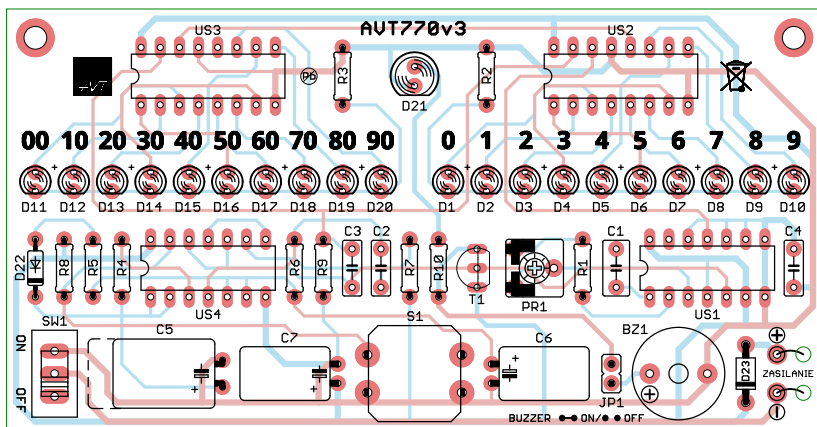 AVT770v3
US3
US2
R3
R2
D21
AVT
Pb
00 10 20 30 40 50 60 70 80 90 0 1 2 3 4 5 6 7 8 9
D11 D12 D13 D14 D15 D16 D17 D18 D19 D20 D1 D2 D3 D4 D5 D6 D7 D8 D9 D10
C3 C2 C1 C4
D22 R8 R5 R4 R6 R9 R7 R10 R1
T1
PR1
US4
US1
SW1
ON
OFF
C5
C7
S1
C6
JP1
BZ1
D23
ZASILANIE
BUZZER ON/ OFF